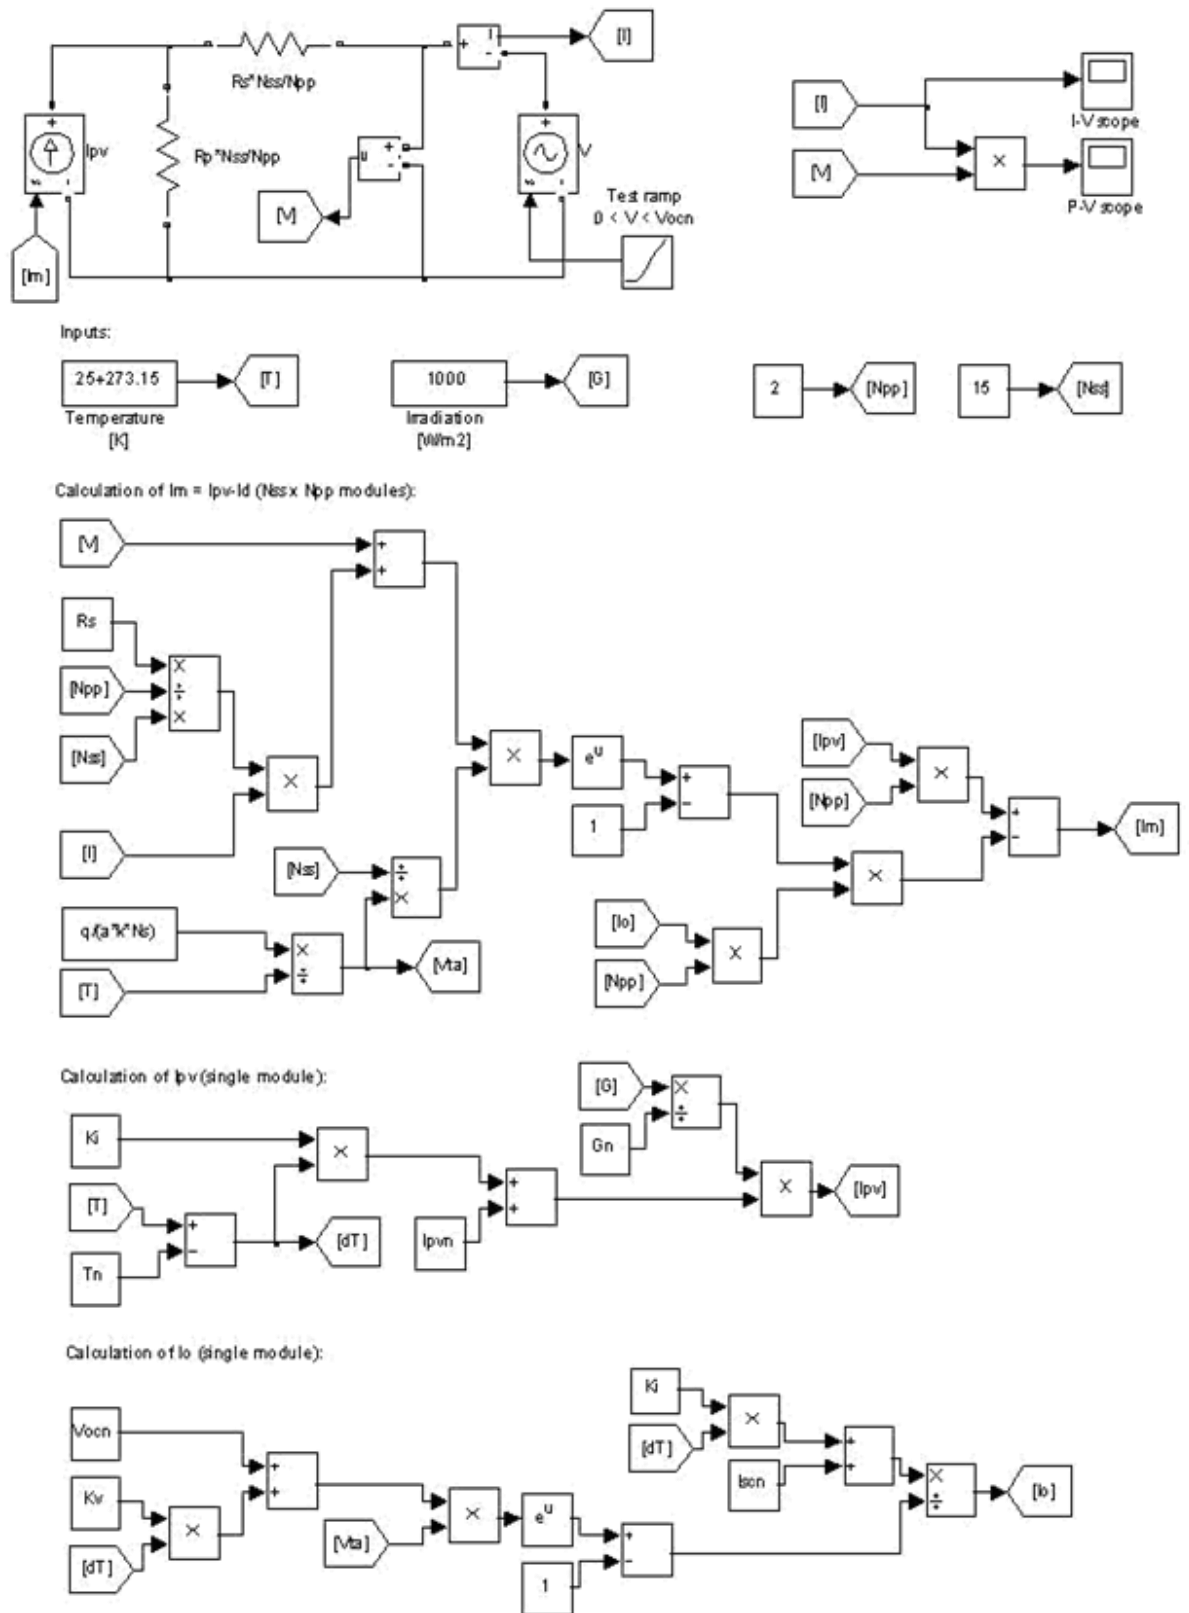 [I]
Rs*Nss/Npp
Ipv
Rp*Nss/Npp
u
V
[V]
[Im]
Test ramp
0 < V < Vocn
[I]
[V]
I-V scope
P-V scope
Inputs:
25+273.15
[T]
Temperature
[K]
1000
[G]
Irradiation
[W/m2]
2
[Npp]
15
[Nss]
Calculation of Im = Ipv-Id (Nss x Npp modules):
[V]
Rs
[Npp]
[Nss]
[I]
q/(a*k*Ns)
[T]
[Nss]
[Vta]
e^u
1
[Ipv]
[Npp]
[Io]
[Npp]
[Im]
Calculation of Ipv (single module):
Ki
[T]
Tn
[dT]
Ipvn
[G]
Gn
[Ipv]
Calculation of Io (single module):
Vocn
Kv
[dT]
[Vta]
e^u
1
Ki
[dT]
Iscn
[Io]